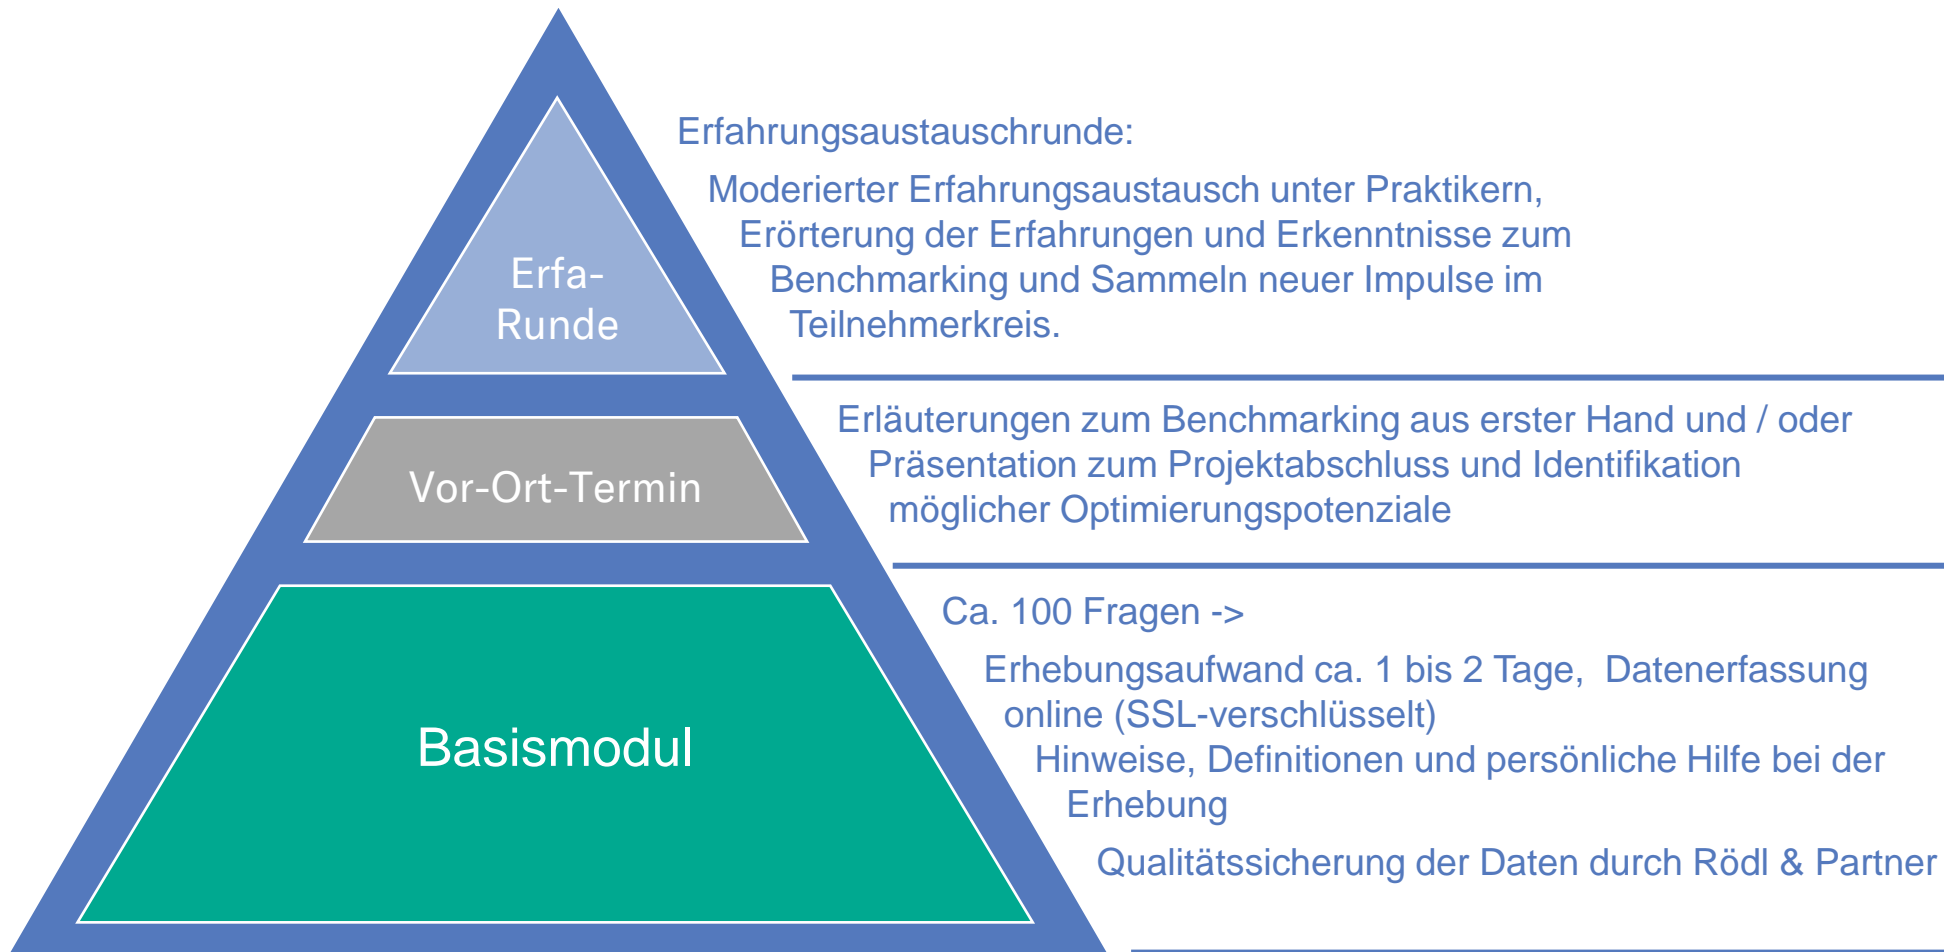 Erfahrungsaustauschrunde:
Moderierter Erfahrungsaustausch unter Praktikern,
Erörterung der Erfahrungen und Erkenntnisse zum
Benchmarking und Sammeln neuer Impulse im
Teilnehmerkreis.
Erfa-
Runde
Erläuterungen zum Benchmarking aus erster Hand und / oder
Präsentation zum Projektabschluss und Identifikation
möglicher Optimierungspotenziale
Vor-Ort-Termin
Ca. 100 Fragen ->
Erhebungsaufwand ca. 1 bis 2 Tage,  Datenerfassung
online (SSL-verschlüsselt)
Hinweise, Definitionen und persönliche Hilfe bei der
Erhebung
Qualitätssicherung der Daten durch Rödl & Partner
Basismodul